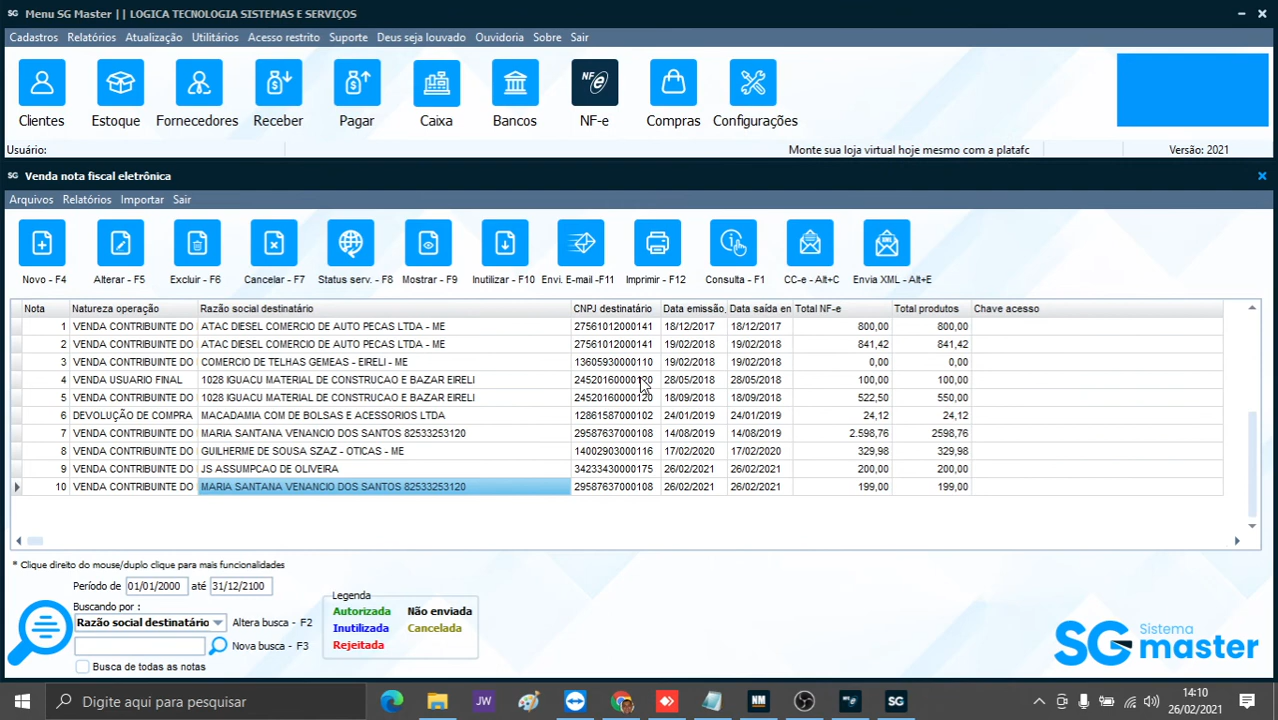 SG Menu SG Master || LOGICA TECNOLOGIA SISTEMAS E SERVIÇOS
Cadastros Relatórios Atualização Utilitários Acesso restrito Suporte Deus seja louvado Ouvidoria Sobre Sair
NFe
Clientes Estoque Fornecedores Receber Pagar Caixa Bancos NF-e Compras Configurações
Usuário: Monte sua loja virtual hoje mesmo com a platafc Versão: 2021
SG Venda nota fiscal eletrônica
Arquivos Relatórios Importar Sair
Novo - F4 Alterar - F5 Excluir - F6 Cancelar - F7 Status serv. - F8 Mostrar - F9 Inutilizar - F10 Envi. E-mail -F11 Imprimir - F12 Consulta - F1 CC-e - Alt+C Envia XML - Alt+E
Nota Natureza operação Razão social destinatário CNPJ destinatário Data emissão Data saída en Total NF-e Total produtos Chave acesso
1 VENDA CONTRIBUINTE DO ATAC DIESEL COMERCIO DE AUTO PECAS LTDA - ME 27561012000141 18/12/2017 18/12/2017 800,00 800,00
2 VENDA CONTRIBUINTE DO ATAC DIESEL COMERCIO DE AUTO PECAS LTDA - ME 27561012000141 19/02/2018 19/02/2018 841,42 841,42
3 VENDA CONTRIBUINTE DO COMERCIO DE TELHAS GEMEAS - EIRELI - ME 13605930000110 19/02/2018 19/02/2018 0,00 0,00
4 VENDA USUARIO FINAL 1028 IGUACU MATERIAL DE CONSTRUCAO E BAZAR EIRELI 24520160000120 28/05/2018 28/05/2018 100,00 100,00
5 VENDA CONTRIBUINTE DO 1028 IGUACU MATERIAL DE CONSTRUCAO E BAZAR EIRELI 24520160000120 18/09/2018 18/09/2018 522,50 550,00
6 DEVOLUÇÃO DE COMPRA MACADAMIA COM DE BOLSAS E ACESSORIOS LTDA 12861587000102 24/01/2019 24/01/2019 24,12 24,12
7 VENDA CONTRIBUINTE DO MARIA SANTANA VENANCIO DOS SANTOS 82533253120 29587637000108 14/08/2019 14/08/2019 2.598,76 2598,76
8 VENDA CONTRIBUINTE DO GUILHERME DE SOUSA SZAZ - OTICAS - ME 14002903000116 17/02/2020 17/02/2020 329,98 329,98
9 VENDA CONTRIBUINTE DO JS ASSUMPCAO DE OLIVEIRA 34233430000175 26/02/2021 26/02/2021 200,00 200,00
10 VENDA CONTRIBUINTE DO MARIA SANTANA VENANCIO DOS SANTOS 82533253120 29587637000108 26/02/2021 26/02/2021 199,00 199,00
* Clique direito do mouse/duplo clique para mais funcionalidades
Período de 01/01/2000 até 31/12/2100
Legenda
Buscando por :
Autorizada Não enviada
Razão social destinatário Altera busca - F2
Inutilizada Cancelada
Nova busca - F3
Rejeitada
Busca de todas as notas
SG Sistema master
Digite aqui para pesquisar
JW NM SG
14:10
26/02/2021